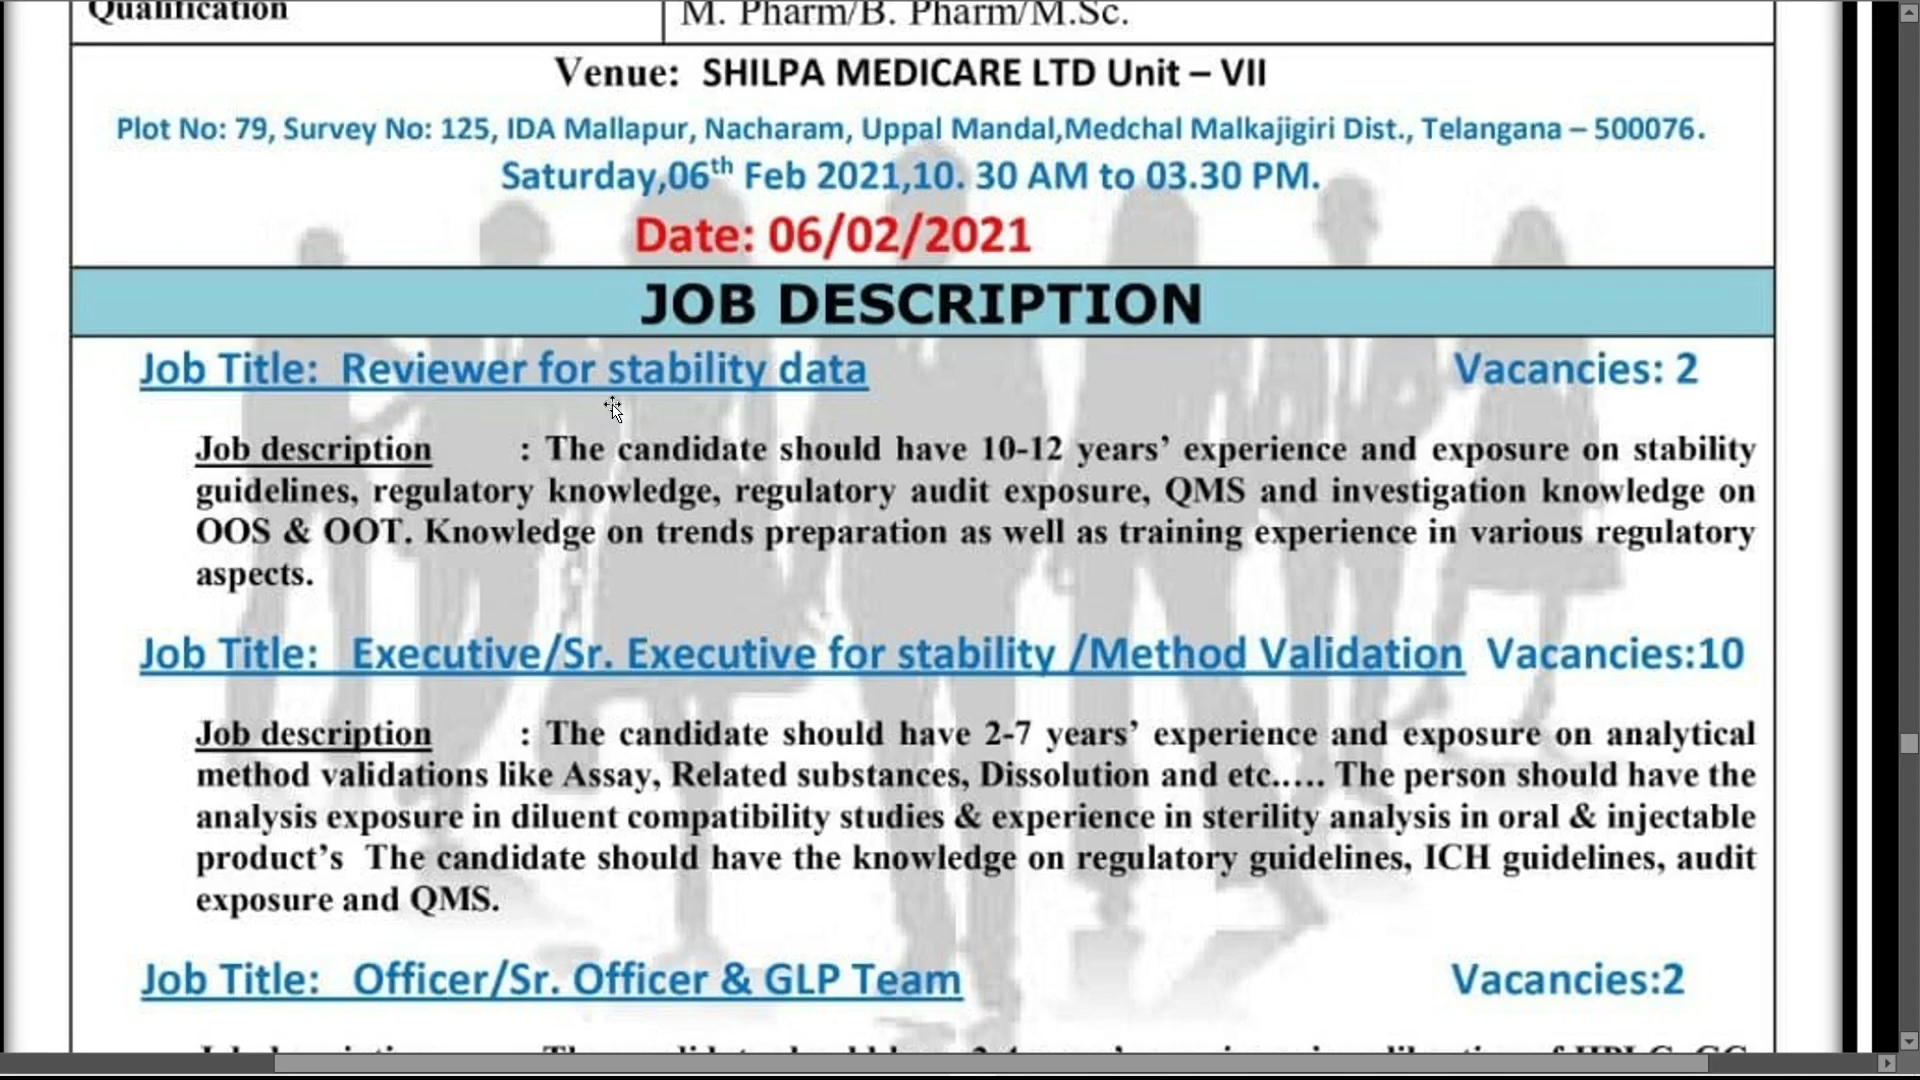 Qualification M. Pharm/B. Pharm/M.Sc.
Venue: SHILPA MEDICARE LTD Unit – VII
Plot No: 79, Survey No: 125, IDA Mallapur, Nacharam, Uppal Mandal,Medchal Malkajigiri Dist., Telangana – 500076.
Saturday,06th Feb 2021,10. 30 AM to 03.30 PM.
Date: 06/02/2021
JOB DESCRIPTION
Job Title: Reviewer for stability data Vacancies: 2
Job description : The candidate should have 10-12 years’ experience and exposure on stability
guidelines, regulatory knowledge, regulatory audit exposure, QMS and investigation knowledge on
OOS & OOT. Knowledge on trends preparation as well as training experience in various regulatory
aspects.
Job Title: Executive/Sr. Executive for stability /Method Validation Vacancies:10
Job description : The candidate should have 2-7 years’ experience and exposure on analytical
method validations like Assay, Related substances, Dissolution and etc..... The person should have the
analysis exposure in diluent compatibility studies & experience in sterility analysis in oral & injectable
product’s The candidate should have the knowledge on regulatory guidelines, ICH guidelines, audit
exposure and QMS.
Job Title: Officer/Sr. Officer & GLP Team Vacancies:2